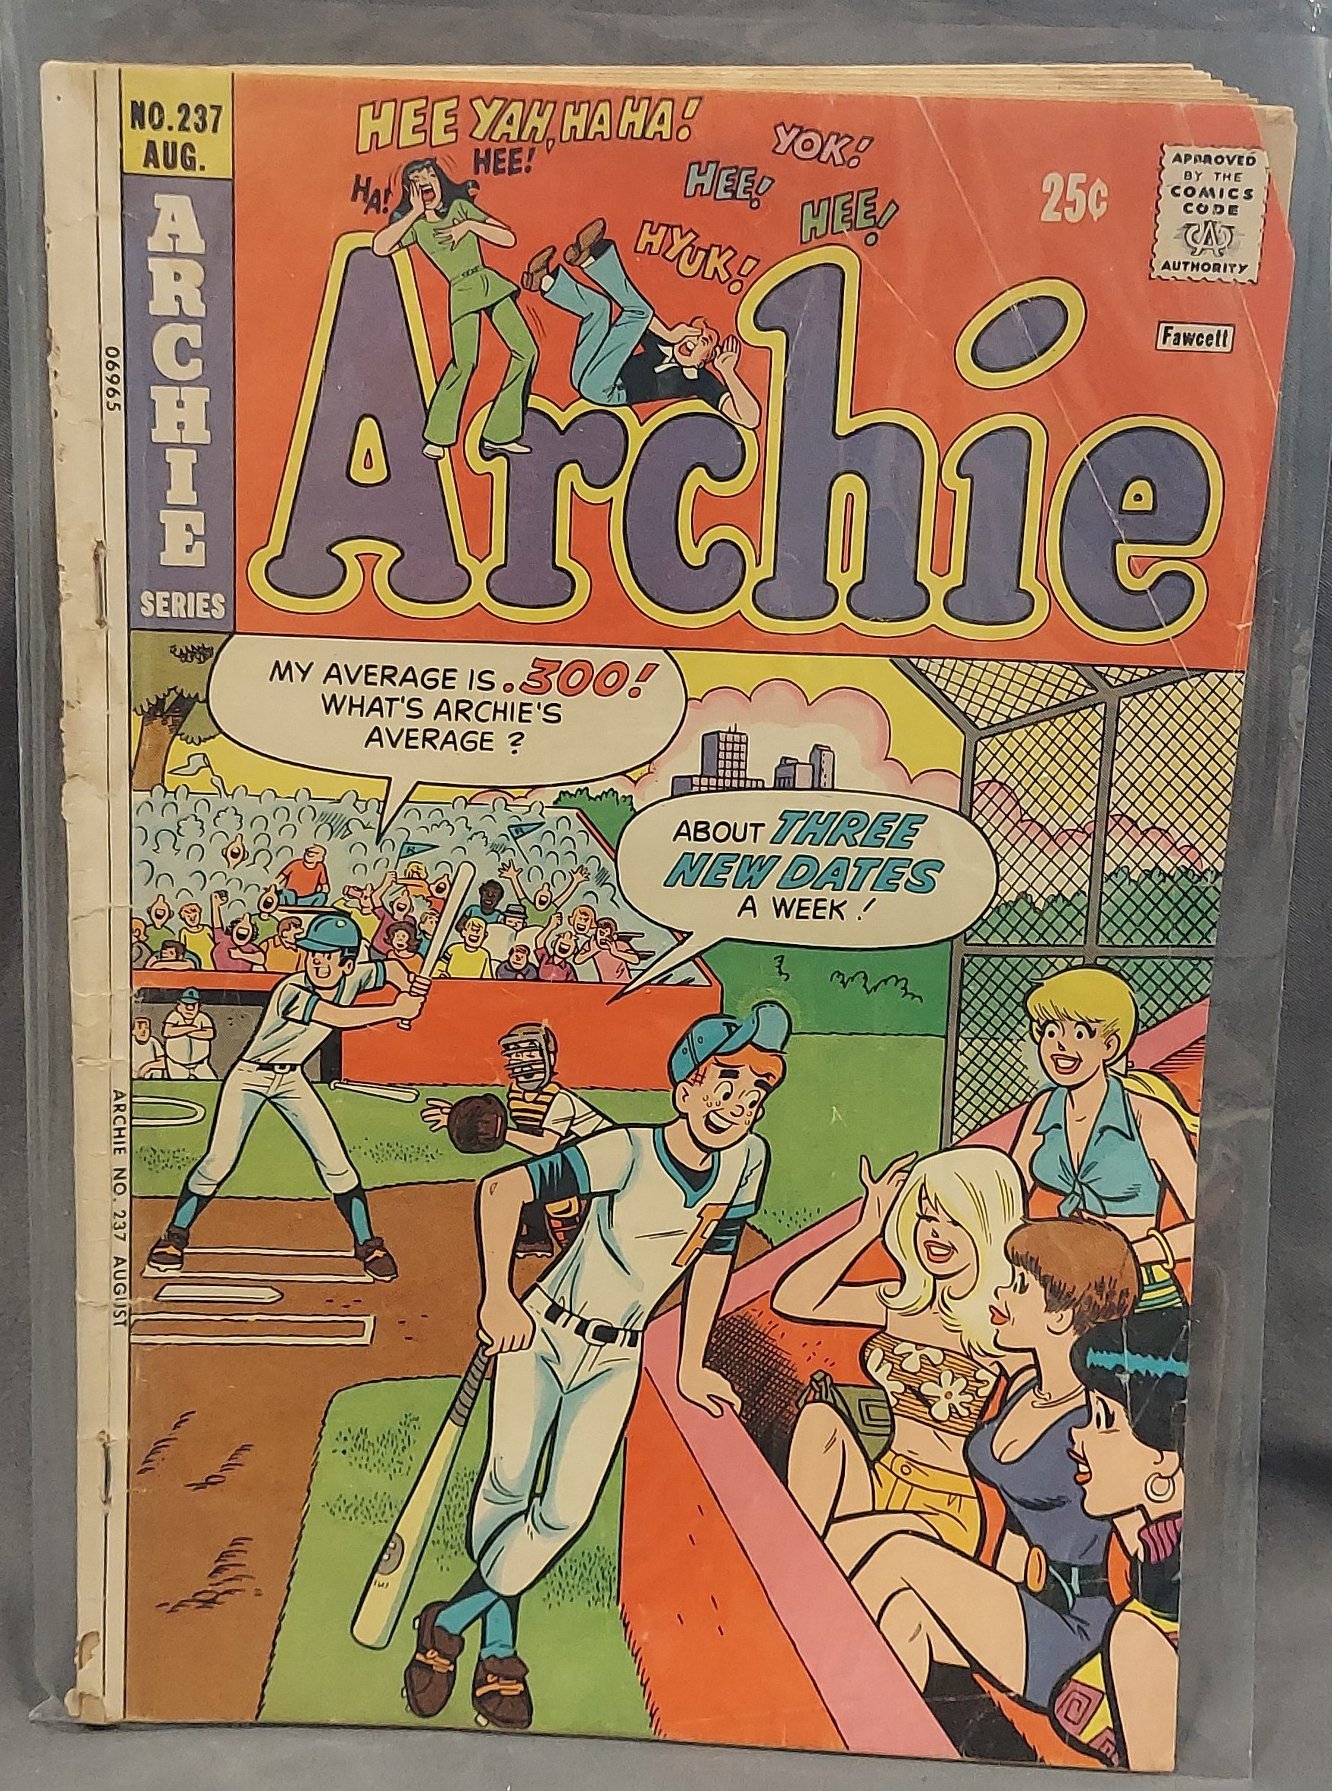 NO.237
AUG.
ARCHIE
SERIES
06965
ARCHIE NO. 237 AUGUST
HEE YAH, HA HA!
HA!
HEE!
YOK!
HEE!
HEE!
HYUK!
25¢
APPROVED
BY THE
COMICS
CODE
CA
AUTHORITY
Fawcett
Archie
MY AVERAGE IS .300!
WHAT'S ARCHIE'S
AVERAGE?
ABOUT THREE
NEW DATES
A WEEK!